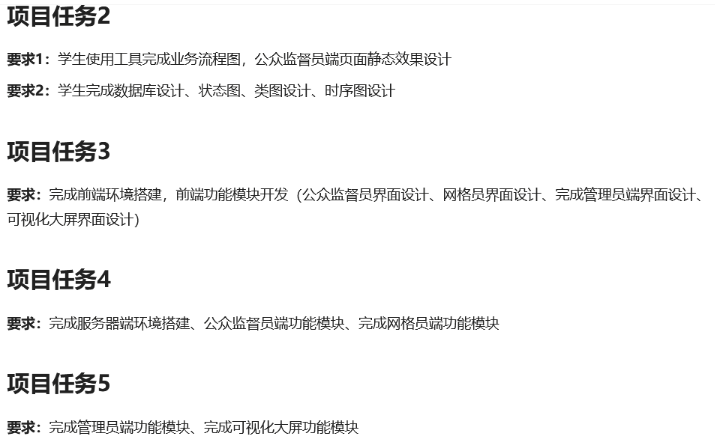 项目任务2
要求1：学生使用工具完成业务流程图，公众监督员端页面静态效果设计
要求2：学生完成数据库设计、状态图、类图设计、时序图设计
项目任务3
要求：完成前端环境搭建，前端功能模块开发（公众监督员界面设计、网格员界面设计、完成管理员端界面设计、
可视化大屏界面设计）
项目任务4
要求：完成服务器端环境搭建、公众监督员端功能模块、完成网格员端功能模块
项目任务5
要求：完成管理员端功能模块、完成可视化大屏功能模块